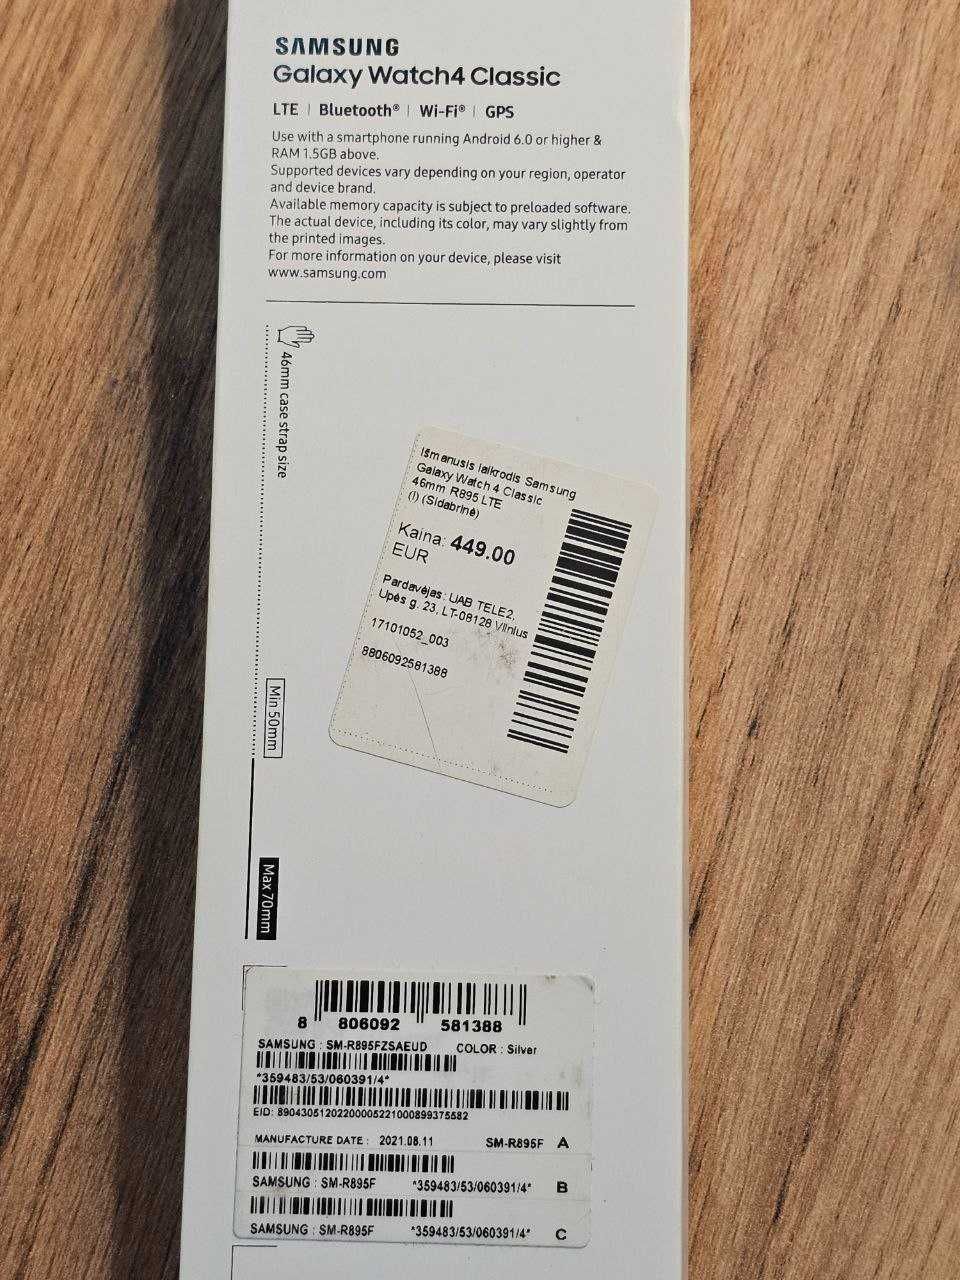 SAMSUNG
Galaxy Watch4 Classic
LTE | Bluetooth® | Wi-Fi® | GPS
Use with a smartphone running Android 6.0 or higher &
RAM 1.5GB above.
Supported devices vary depending on your region, operator
and device brand.
Available memory capacity is subject to preloaded software.
The actual device, including its color, may vary slightly from
the printed images.
For more information on your device, please visit
www.samsung.com
46mm case strap size
Min 50mm
Max 70mm
Išmanusis laikrodis Samsung
Galaxy Watch 4 Classic
46mm R895 LTE
(I) (Sidabrinė)
Kaina: 449.00
EUR
Pardavėjas: UAB TELE2,
Upės g. 23, LT-08128 Vilnius
17101052_003
8806092581388
8 806092 581388
SAMSUNG : SM-R895FZSAEUD COLOR : Silver
*359483/53/060391/4*
EID: 89043051202200005221000899375582
MANUFACTURE DATE : 2021.08.11 SM-R895F A
SAMSUNG : SM-R895F *359483/53/060391/4* B
SAMSUNG : SM-R895F *359483/53/060391/4* C